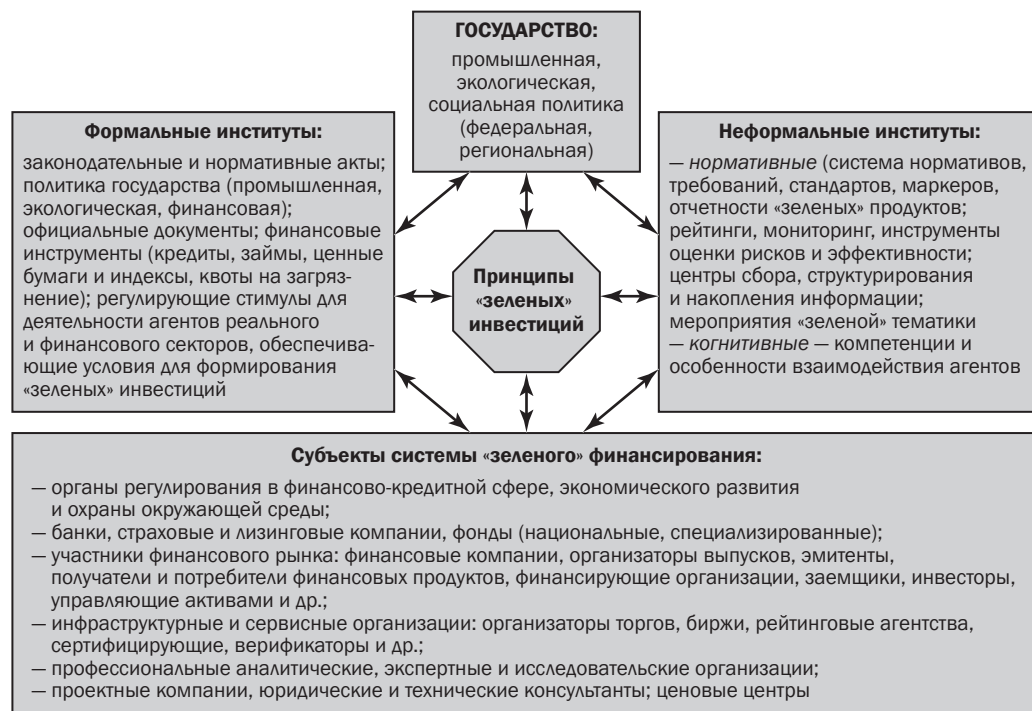 ГОСУДАРСТВО:
промышленная,
экологическая,
социальная политика
(федеральная,
региональная)
Формальные институты:
законодательные и нормативные акты;
политика государства (промышленная,
экологическая, финансовая);
официальные документы; финансовые
инструменты (кредиты, займы, ценные
бумаги и индексы, квоты на загряз-
нение); регулирующие стимулы для
деятельности агентов реального
и финансового секторов, обеспечива-
ющие условия для формирования
«зеленых» инвестиций
Принципы
«зеленых»
инвестиций
Неформальные институты:
— нормативные (система нормативов,
требований, стандартов, маркеров,
отчетности «зеленых» продуктов;
рейтинги, мониторинг, инструменты
оценки рисков и эффективности;
центры сбора, структурирования
и накопления информации;
мероприятия «зеленой» тематики
— когнитивные — компетенции и
особенности взаимодействия агентов
Субъекты системы «зеленого» финансирования:
— органы регулирования в финансово-кредитной сфере, экономического развития
и охраны окружающей среды;
— банки, страховые и лизинговые компании, фонды (национальные, специализированные);
— участники финансового рынка: финансовые компании, организаторы выпусков, эмитенты,
получатели и потребители финансовых продуктов, финансирующие организации, заемщики, инвесторы,
управляющие активами и др.;
— инфраструктурные и сервисные организации: организаторы торгов, биржи, рейтинговые агентства,
сертифицирующие, верификаторы и др.;
— профессиональные аналитические, экспертные и исследовательские организации;
— проектные компании, юридические и технические консультанты; ценовые центры